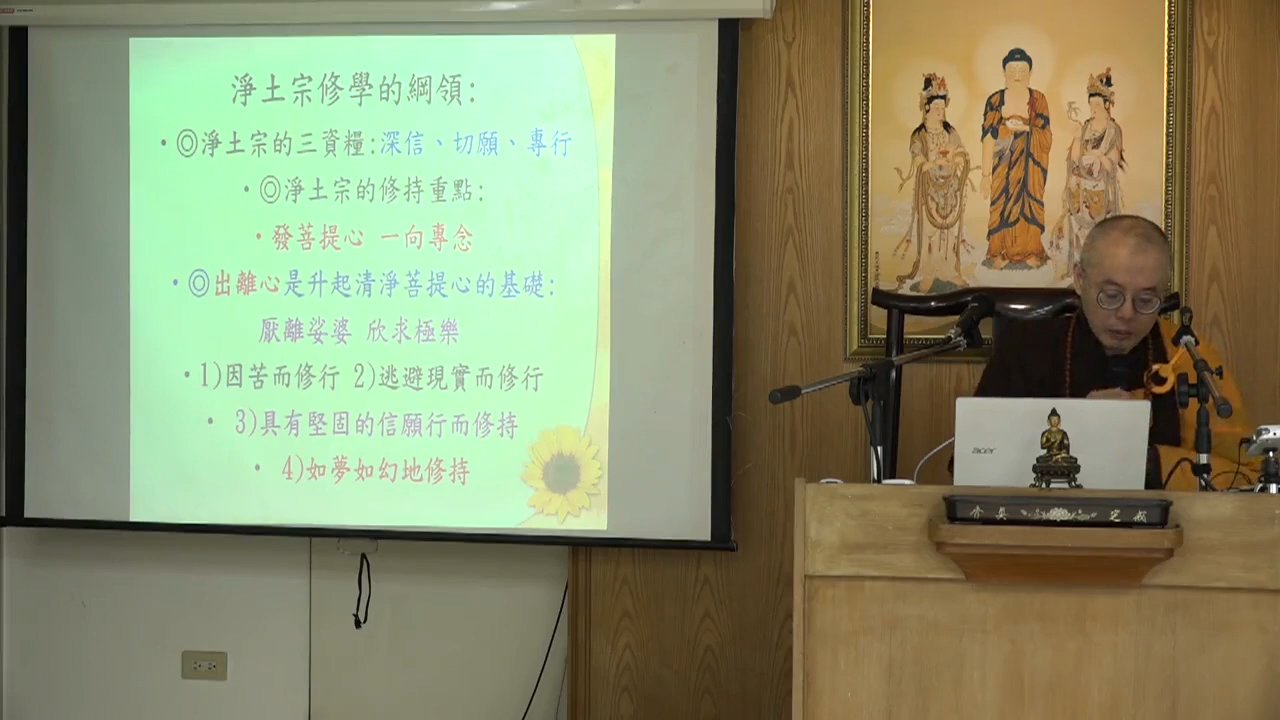 淨土宗修學的綱領:
•◎淨土宗的三資糧:深信、切願、專行
•◎淨土宗的修持重點:
•發菩提心 一向專念
•◎出離心是升起清淨菩提心的基礎:
厭離娑婆 欣求極樂
•1)因苦而修行 2)逃避現實而修行
•3)具有堅固的信願行而修持
•4)如夢如幻地修持
acer